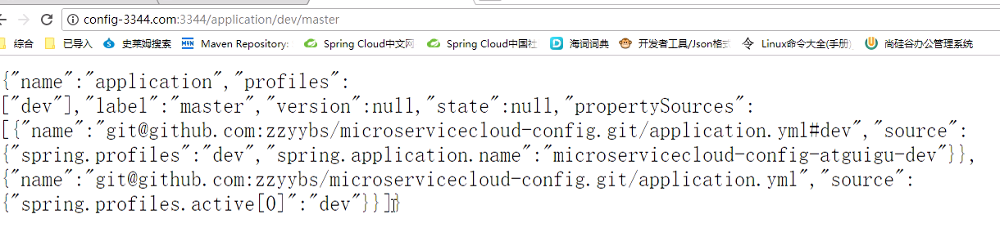 config-3344.com:3344/application/dev/master
综合 已导入 史莱姆搜索 Maven Repository: Spring Cloud中文网 Spring Cloud中国社 海词词典 开发者工具/Json格式 Linux命令大全(手册) 尚硅谷办公管理系统
{"name":"application","profiles":
["dev"],"label":"master","version":null,"state":null,"propertySources":
[{"name":"git@github.com:zzyybs/microservicecloud-config.git/application.yml#dev","source":
{"spring.profiles":"dev","spring.application.name":"microservicecloud-config-atguigu-dev"}},
{"name":"git@github.com:zzyybs/microservicecloud-config.git/application.yml","source":
{"spring.profiles.active[0]":"dev"}}]}